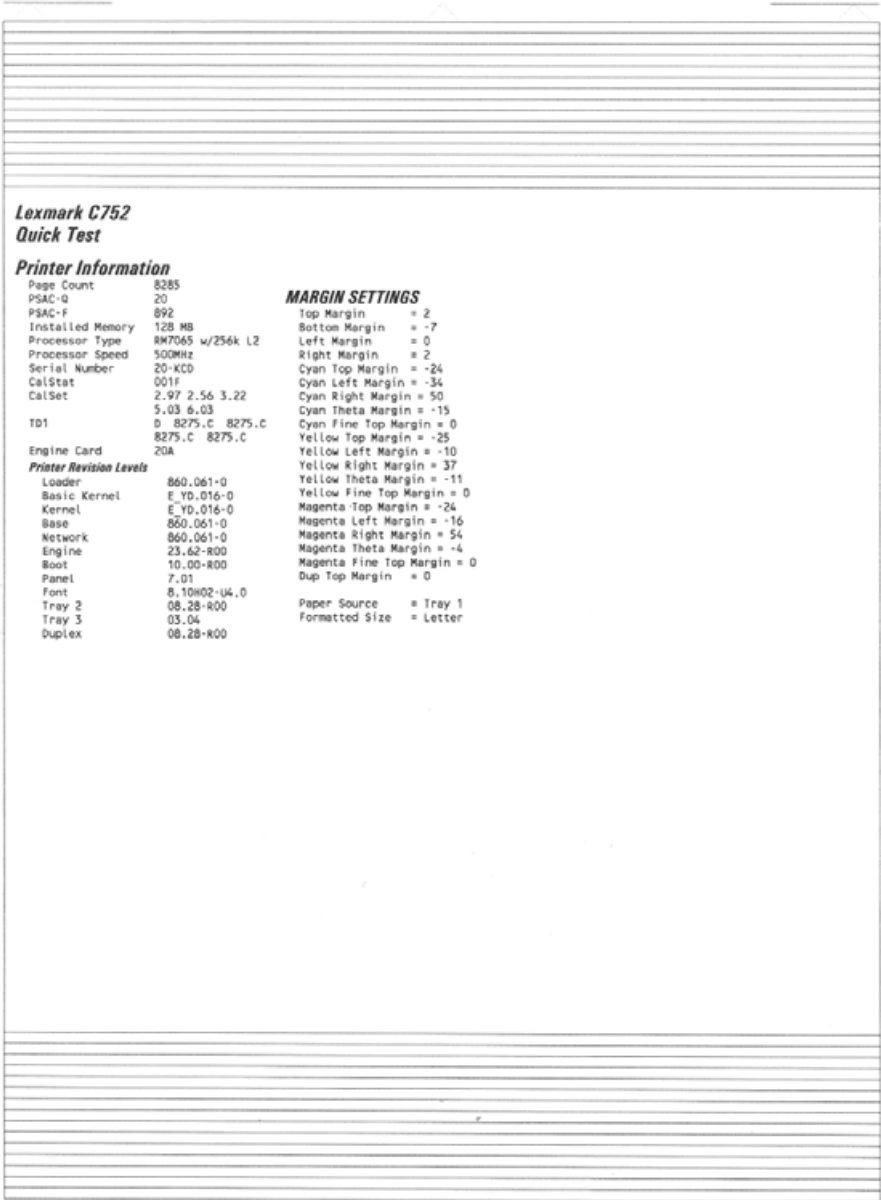 Lexmark C752
Quick Test
Printer Information
Page Count 8285
PSAC-Q 20
PSAC-F 892
Installed Memory 128 MB
Processor Type RM7065 w/256k L2
Processor Speed 500MHz
Serial Number 20-KCD
CalStat 001F
CalSet 2.97 2.56 3.22
5.03 6.03
TD1 D 8275.C 8275.C
8275.C 8275.C
Engine Card 20A
Printer Revision Levels
Loader 860.061-0
Basic Kernel E_YD.016-0
Kernel E_YD.016-0
Base 860.061-0
Network 860.061-0
Engine 23.62-R00
Boot 10.00-R00
Panel 7.01
Font 8.10H02-U4.0
Tray 2 08.28-R00
Tray 3 03.04
Duplex 08.28-R00
MARGIN SETTINGS
Top Margin = 2
Bottom Margin = -7
Left Margin = 0
Right Margin = 2
Cyan Top Margin = -24
Cyan Left Margin = -34
Cyan Right Margin = 50
Cyan Theta Margin = -15
Cyan Fine Top Margin = 0
Yellow Top Margin = -25
Yellow Left Margin = -10
Yellow Right Margin = 37
Yellow Theta Margin = -11
Yellow Fine Top Margin = 0
Magenta Top Margin = -24
Magenta Left Margin = -16
Magenta Right Margin = 54
Magenta Theta Margin = -4
Magenta Fine Top Margin = 0
Dup Top Margin = 0
Paper Source = Tray 1
Formatted Size = Letter